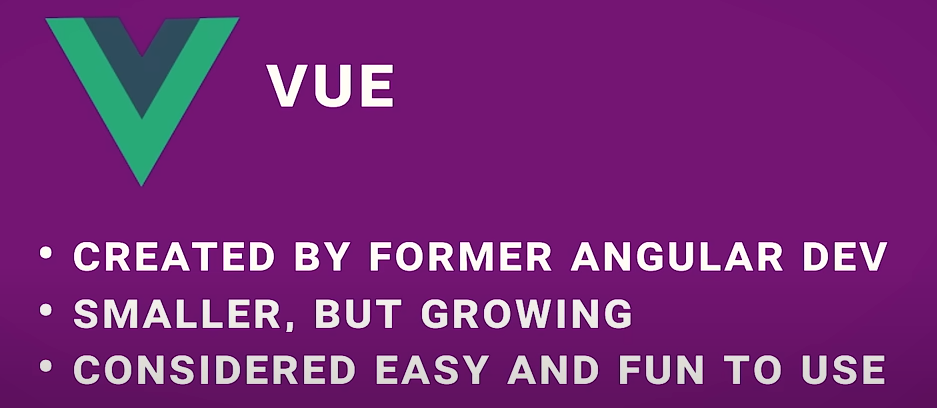 VUE
• CREATED BY FORMER ANGULAR DEV
• SMALLER, BUT GROWING
• CONSIDERED EASY AND FUN TO USE